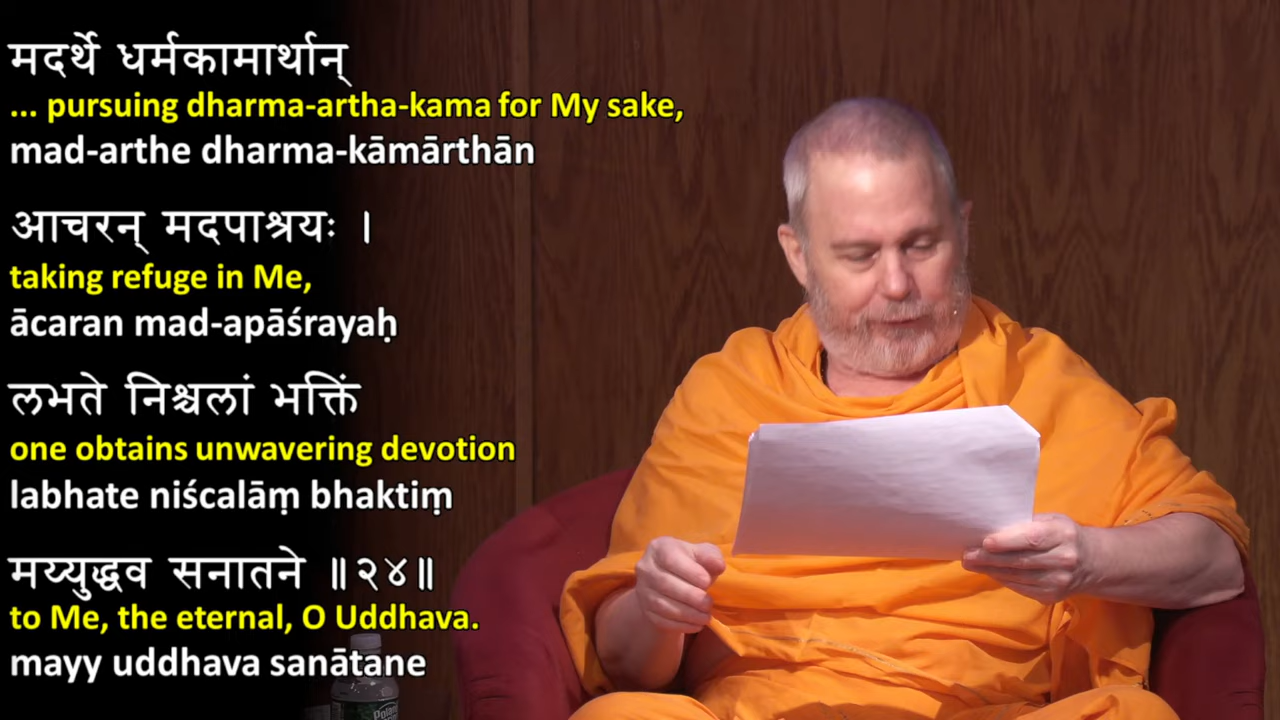 मदर्थे धर्मकामार्थान्
... pursuing dharma-artha-kama for My sake,
mad-arthe dharma-kāmārthān
आचरन् मदपाश्रयः ।
taking refuge in Me,
ācaran mad-apāśrayaḥ
लभते निश्चलां भक्तिं
one obtains unwavering devotion
labhate niścalāṃ bhaktiṃ
मय्युद्धव सनातने ॥२४॥
to Me, the eternal, O Uddhava.
mayy uddhava sanātane